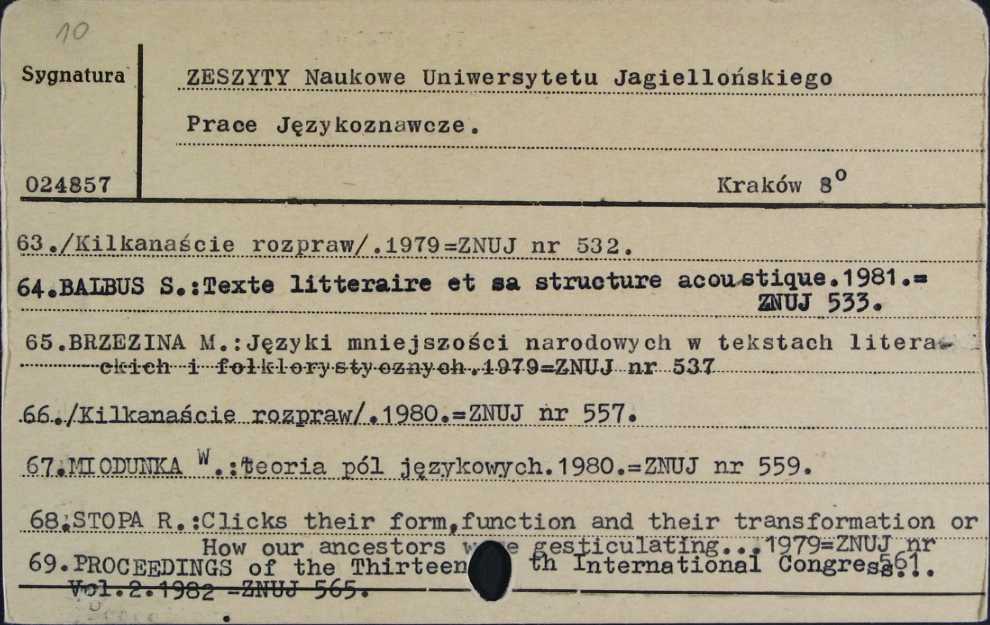 10
Sygnatura
ZESZYTY Naukowe Uniwersytetu Jagiellońskiego
Prace Językoznawcze.
024857
Kraków 8º
63./Kilkanaście rozpraw/.1979=ZNUJ nr 532.
64.BALBUS S.:Texte litteraire et sa structure acoustique.1981.=
ZNUJ 533.
65.BRZEZINA M.:Języki mniejszości narodowych w tekstach litera-
ckich i folklorystycznych.1979=ZNUJ nr 537
66./Kilkanaście rozpraw/.1980.=ZNUJ nr 557.
67.MIODUNKA W.:teoria pól językowych.1980.=ZNUJ nr 559.
68.STOPA R.:Clicks their form,function and their transformation or
How our ancestors gesticulating...1979=ZNUJ nr
561.
69.PROCEEDINGS of the Thirteen th International Congress.
Vol.2.1982 =ZNUJ 565.